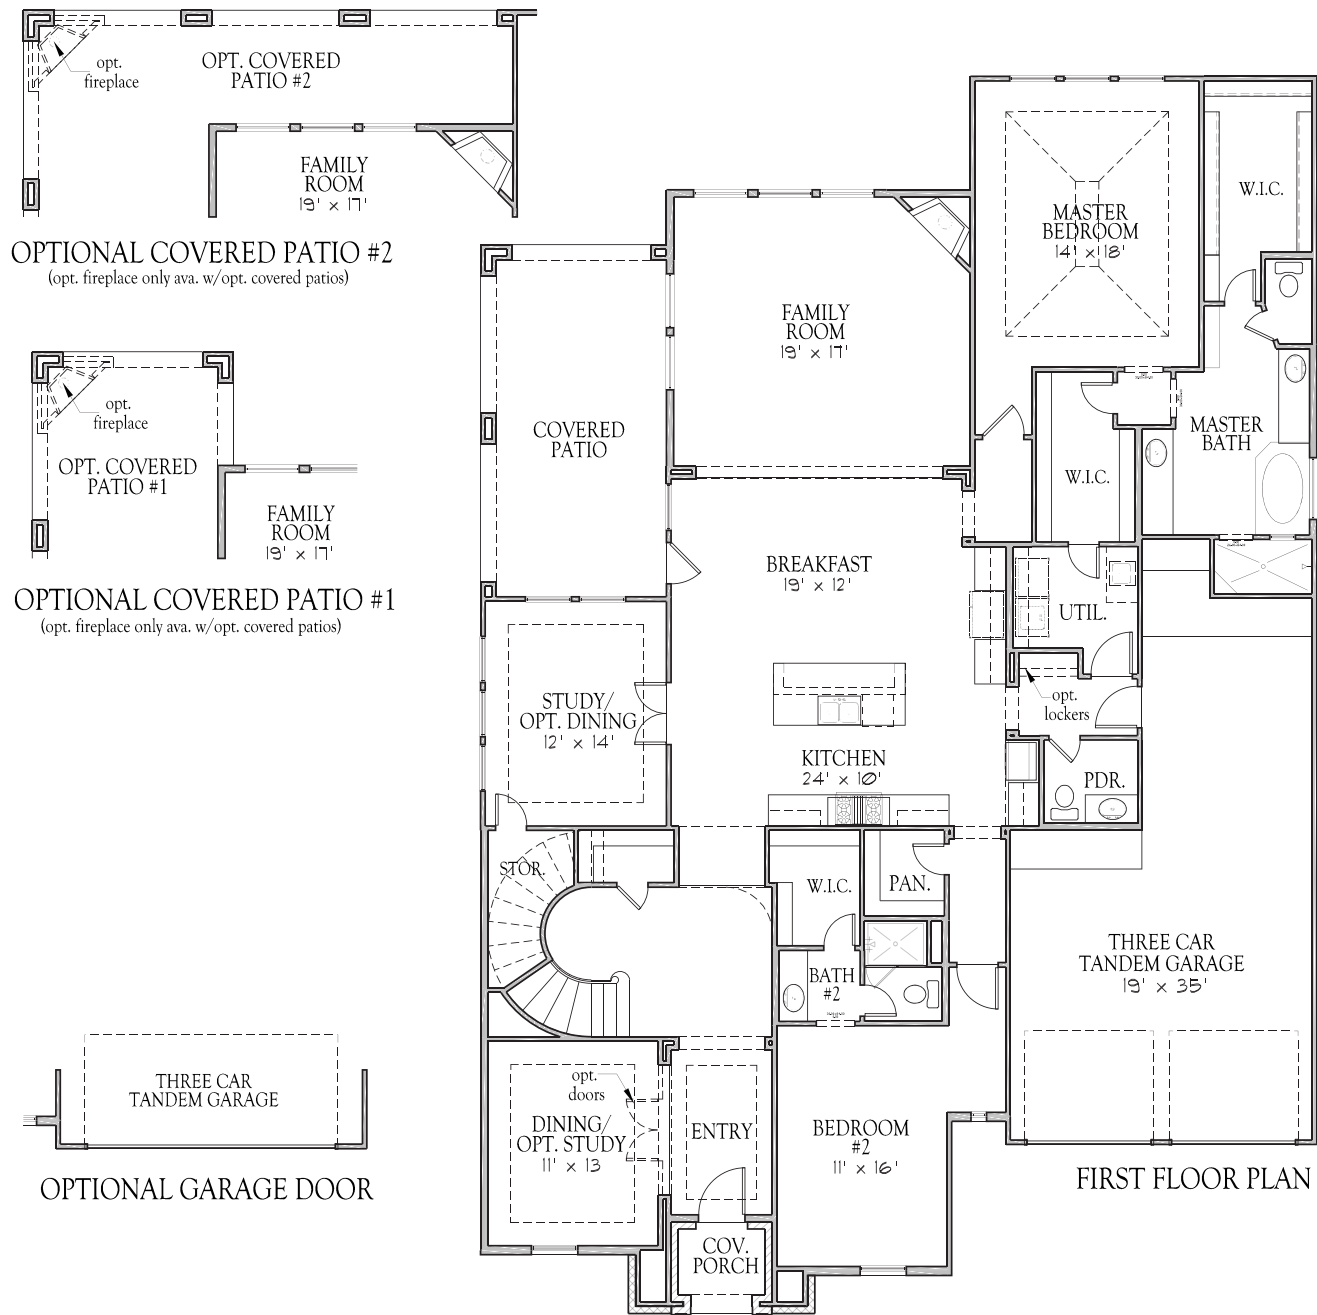 opt.
fireplace
OPT. COVERED
PATIO #2
FAMILY
ROOM
19' x 17'
OPTIONAL COVERED PATIO #2
(opt. fireplace only ava. w/opt. covered patios)
opt.
fireplace
OPT. COVERED
PATIO #1
FAMILY
ROOM
19' x 17'
OPTIONAL COVERED PATIO #1
(opt. fireplace only ava. w/opt. covered patios)
THREE CAR
TANDEM GARAGE
OPTIONAL GARAGE DOOR
MASTER
BEDROOM
14' x 18'
W.I.C.
FAMILY
ROOM
19' x 17'
COVERED
PATIO
MASTER
BATH
W.I.C.
BREAKFAST
19' x 12'
UTIL.
STUDY/
OPT. DINING
12' x 14'
opt.
lockers
KITCHEN
24' x 10'
PDR.
STOR.
W.I.C.
PAN.
BATH
#2
THREE CAR
TANDEM GARAGE
19' x 35'
opt.
doors
DINING/
OPT. STUDY
11' x 13
ENTRY
BEDROOM
#2
11' x 16'
COV.
PORCH
FIRST FLOOR PLAN